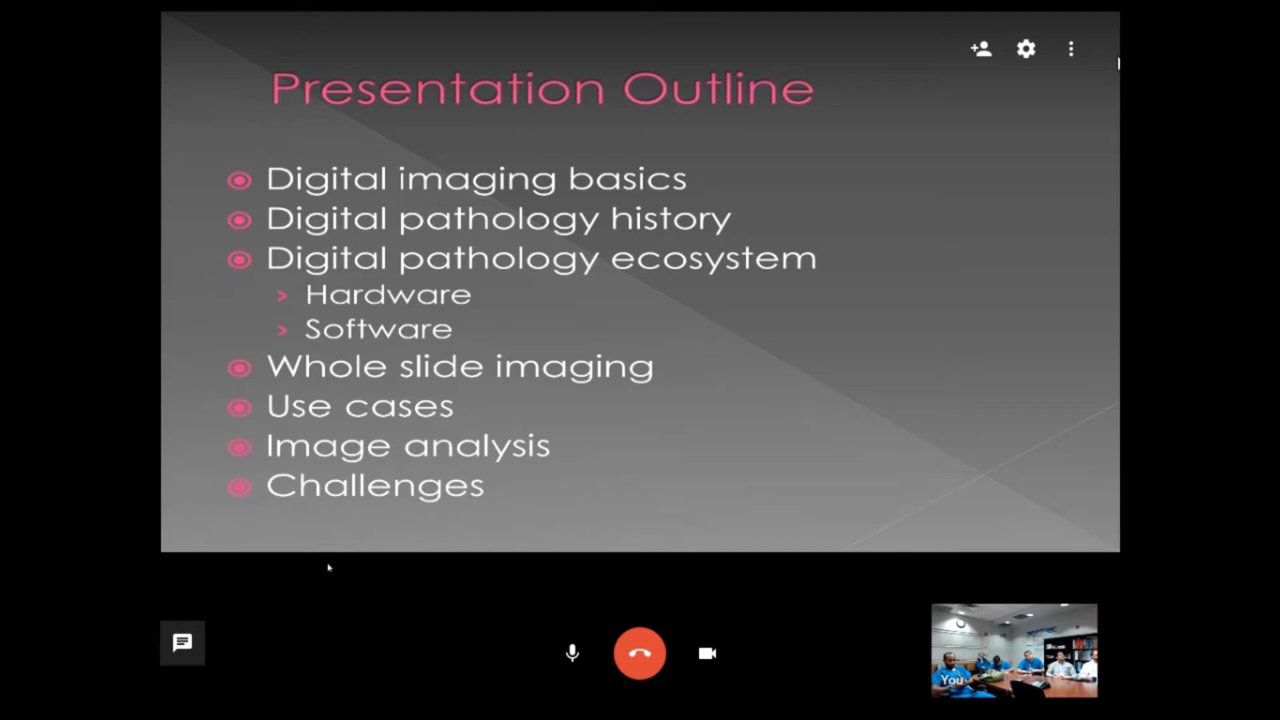 Presentation Outline
Digital imaging basics
Digital pathology history
Digital pathology ecosystem
Hardware
Software
Whole slide imaging
Use cases
Image analysis
Challenges
You